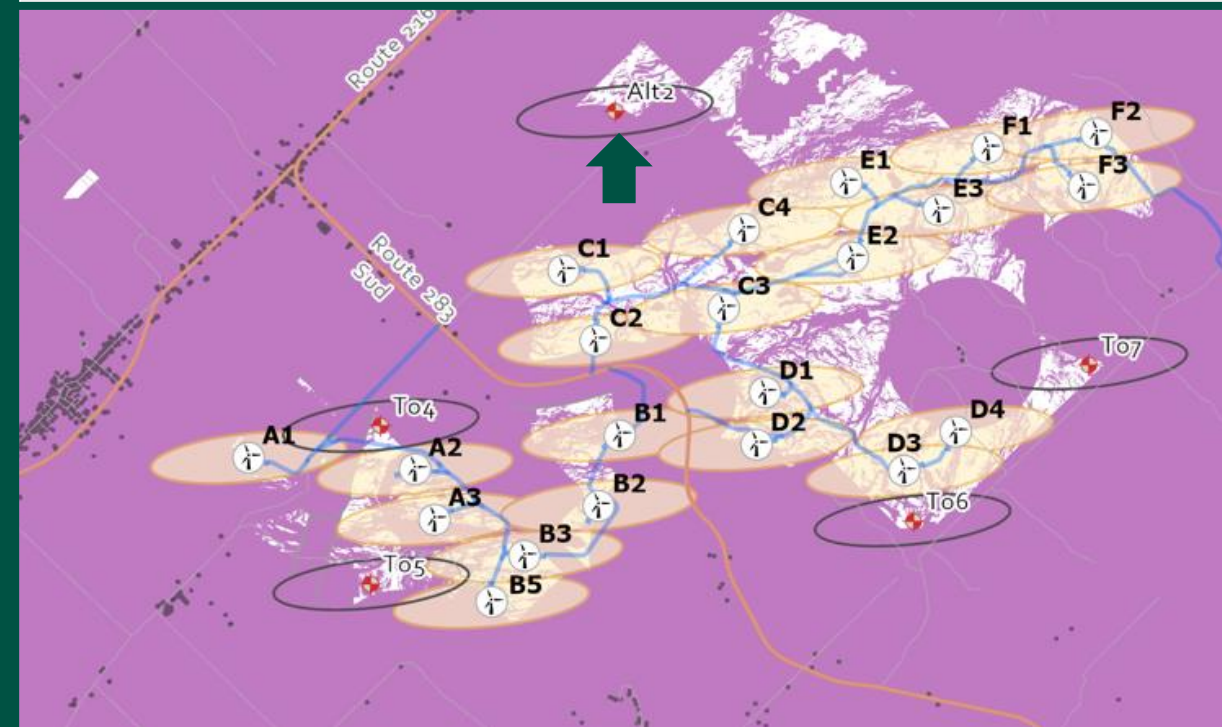 Route 216
Alt2
F2
F1
F3
E1
E3
C4
E2
Route 283
Sud
C1
C3
C2
To7
D1
To4
B1
D4
A1
A2
D2
D3
B2
A3
To6
B3
To5
B5